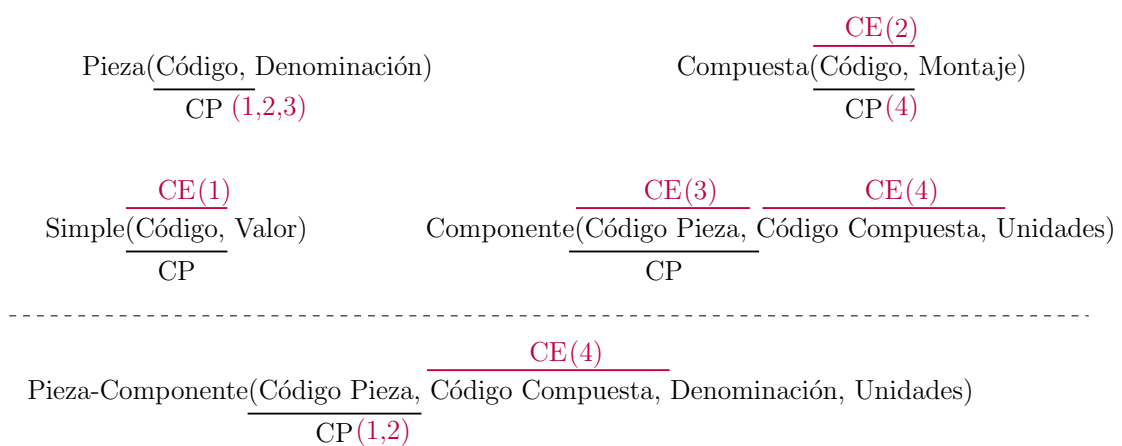 CE(2)
Pieza(Código, Denominación) Compuesta(Código, Montaje)
CP (1,2,3) CP(4)
CE(1) CE(3) CE(4)
Simple(Código, Valor) Componente(Código Pieza, Código Compuesta, Unidades)
CP CP
CE(4)
Pieza-Componente(Código Pieza, Código Compuesta, Denominación, Unidades)
CP(1,2)